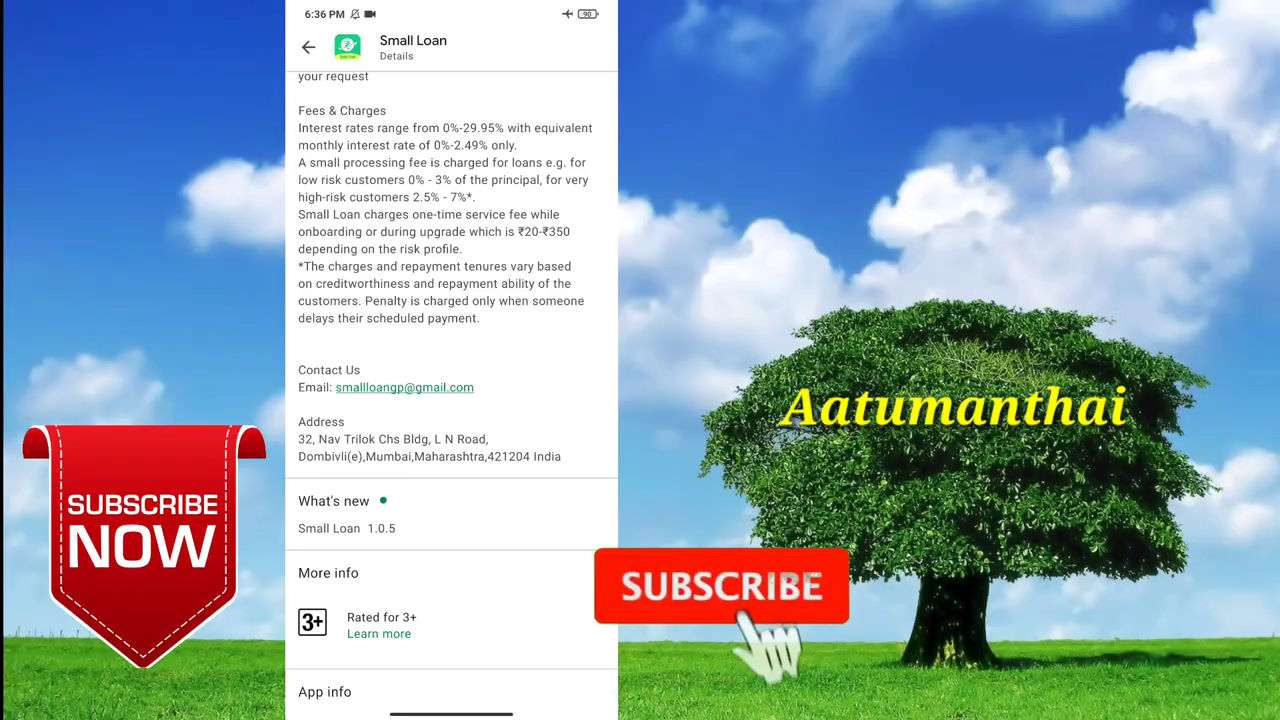 6:36 PM
90
Small Loan
Details
your request
Fees & Charges
Interest rates range from 0%-29.95% with equivalent
monthly interest rate of 0%-2.49% only.
A small processing fee is charged for loans e.g. for
low risk customers 0% - 3% of the principal, for very
high-risk customers 2.5% - 7%*.
Small Loan charges one-time service fee while
onboarding or during upgrade which is ₹20-₹350
depending on the risk profile.
*The charges and repayment tenures vary based
on creditworthiness and repayment ability of the
customers. Penalty is charged only when someone
delays their scheduled payment.
Contact Us
Email: smallloangp@gmail.com
Address
32, Nav Trilok Chs Bldg, L N Road,
Dombivli(e),Mumbai,Maharashtra,421204 India
What's new
Small Loan 1.0.5
More info
3+
Rated for 3+
Learn more
App info
SUBSCRIBE
NOW
SUBSCRIBE
Aatumanthai